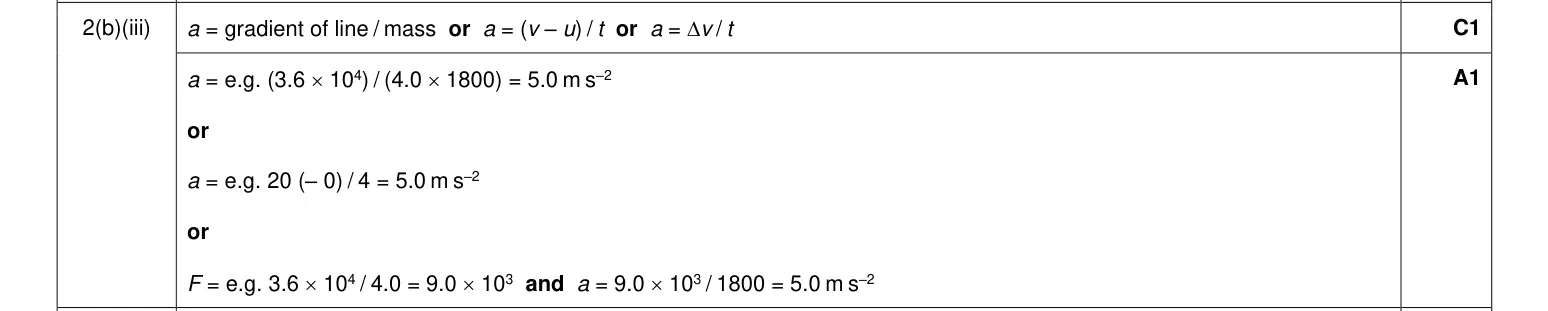 2(b)(iii) a = gradient of line / mass or a = (v – u) / t or a = Δv / t C1
a = e.g. (3.6 × 10⁴) / (4.0 × 1800) = 5.0 m s⁻² A1
or
a = e.g. 20 (– 0) / 4 = 5.0 m s⁻²
or
F = e.g. 3.6 × 10⁴ / 4.0 = 9.0 × 10³ and a = 9.0 × 10³ / 1800 = 5.0 m s⁻²